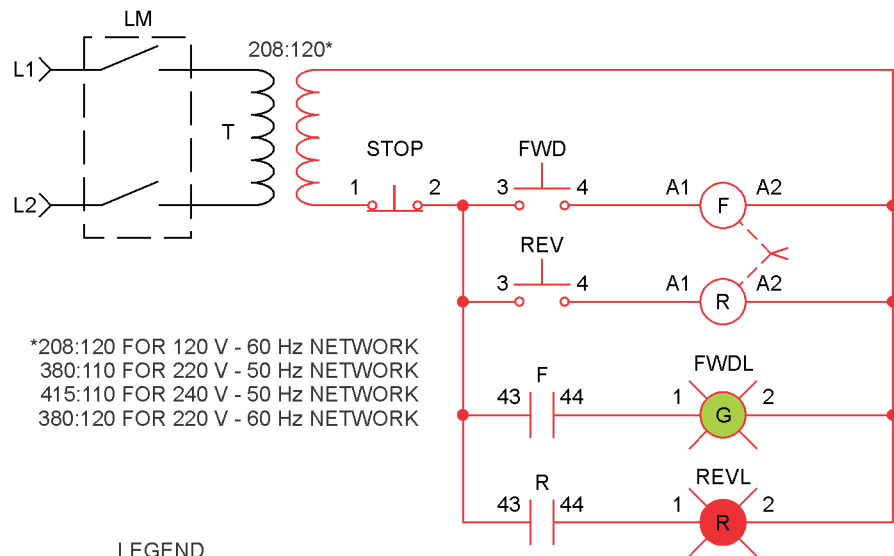 LM
208:120*
L1
T
STOP
FWD
1 2 3 4 A1 F A2
L2
REV
3 4 A1 R A2
*208:120 FOR 120 V - 60 Hz NETWORK
380:110 FOR 220 V - 50 Hz NETWORK
415:110 FOR 240 V - 50 Hz NETWORK
380:120 FOR 220 V - 60 Hz NETWORK
F
FWDL
43 44 1 2
G
R
REVL
43 44 1 2
R
LEGEND